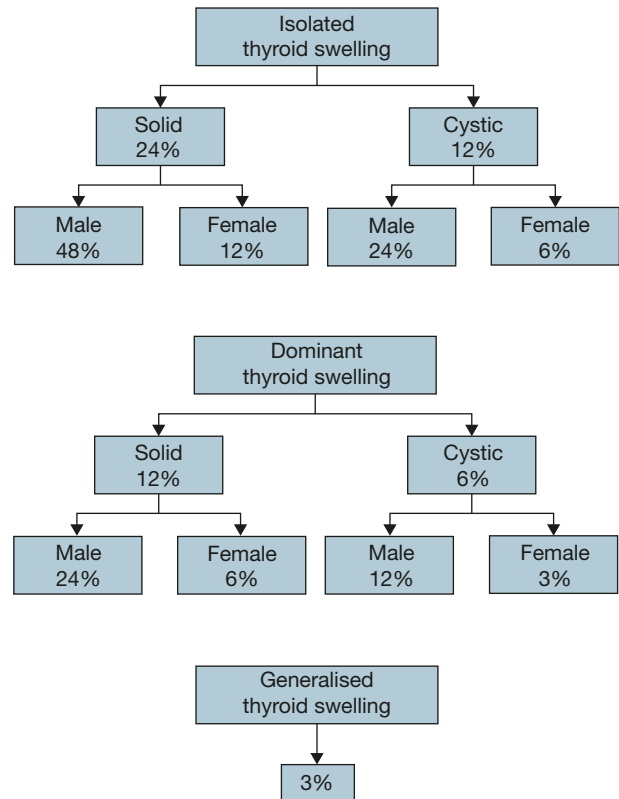 Isolated
thyroid swelling
Solid
24%
Cystic
12%
Male
48%
Female
12%
Male
24%
Female
6%
Dominant
thyroid swelling
Solid
12%
Cystic
6%
Male
24%
Female
6%
Male
12%
Female
3%
Generalised
thyroid swelling
3%